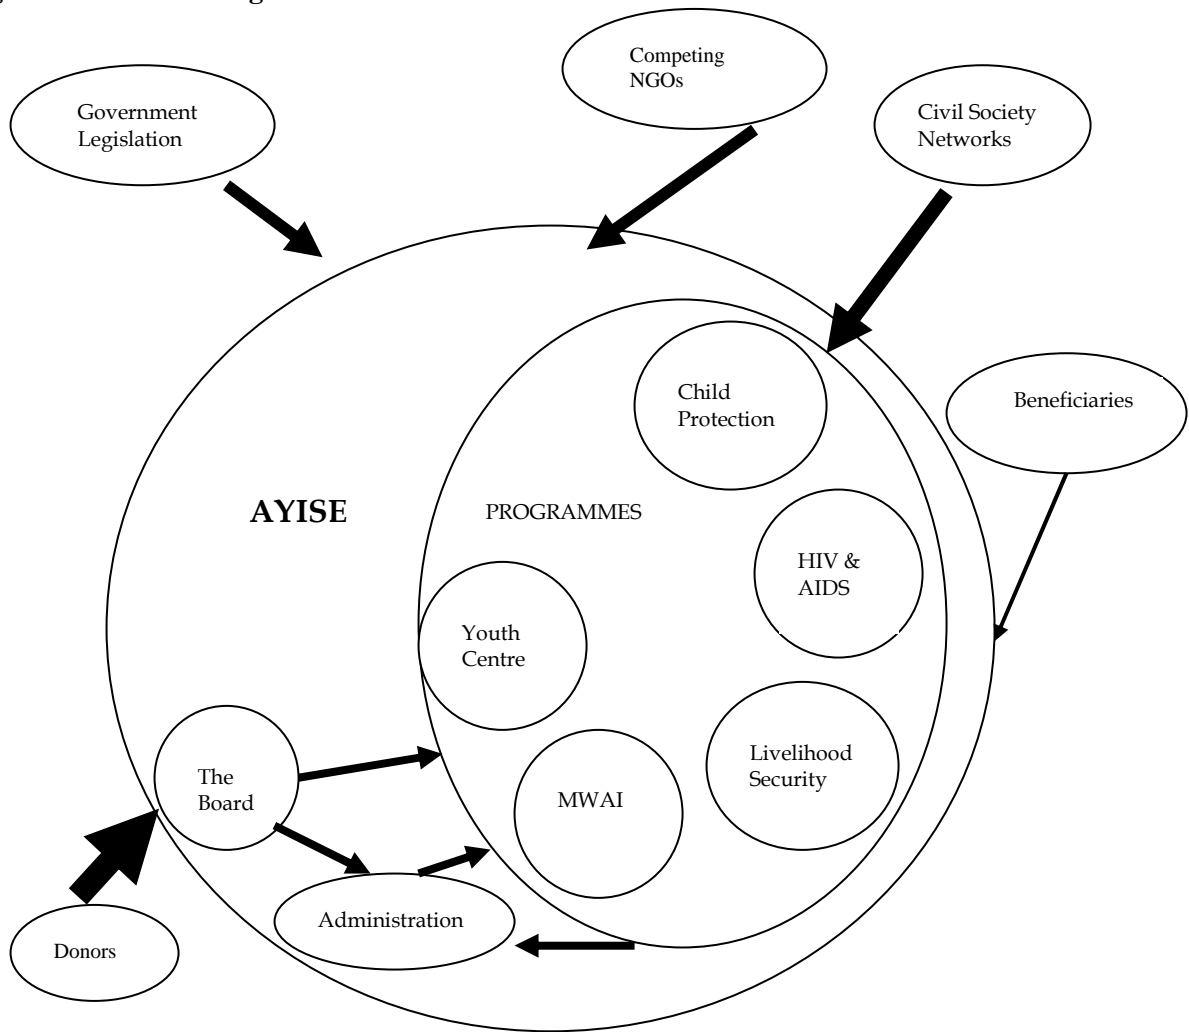 Competing
NGOs
Government
Legislation
Civil Society
Networks
Child
Protection
Beneficiaries
AYISE
PROGRAMMES
HIV &
AIDS
Youth
Centre
The
Board
MWAI
Livelihood
Security
Administration
Donors